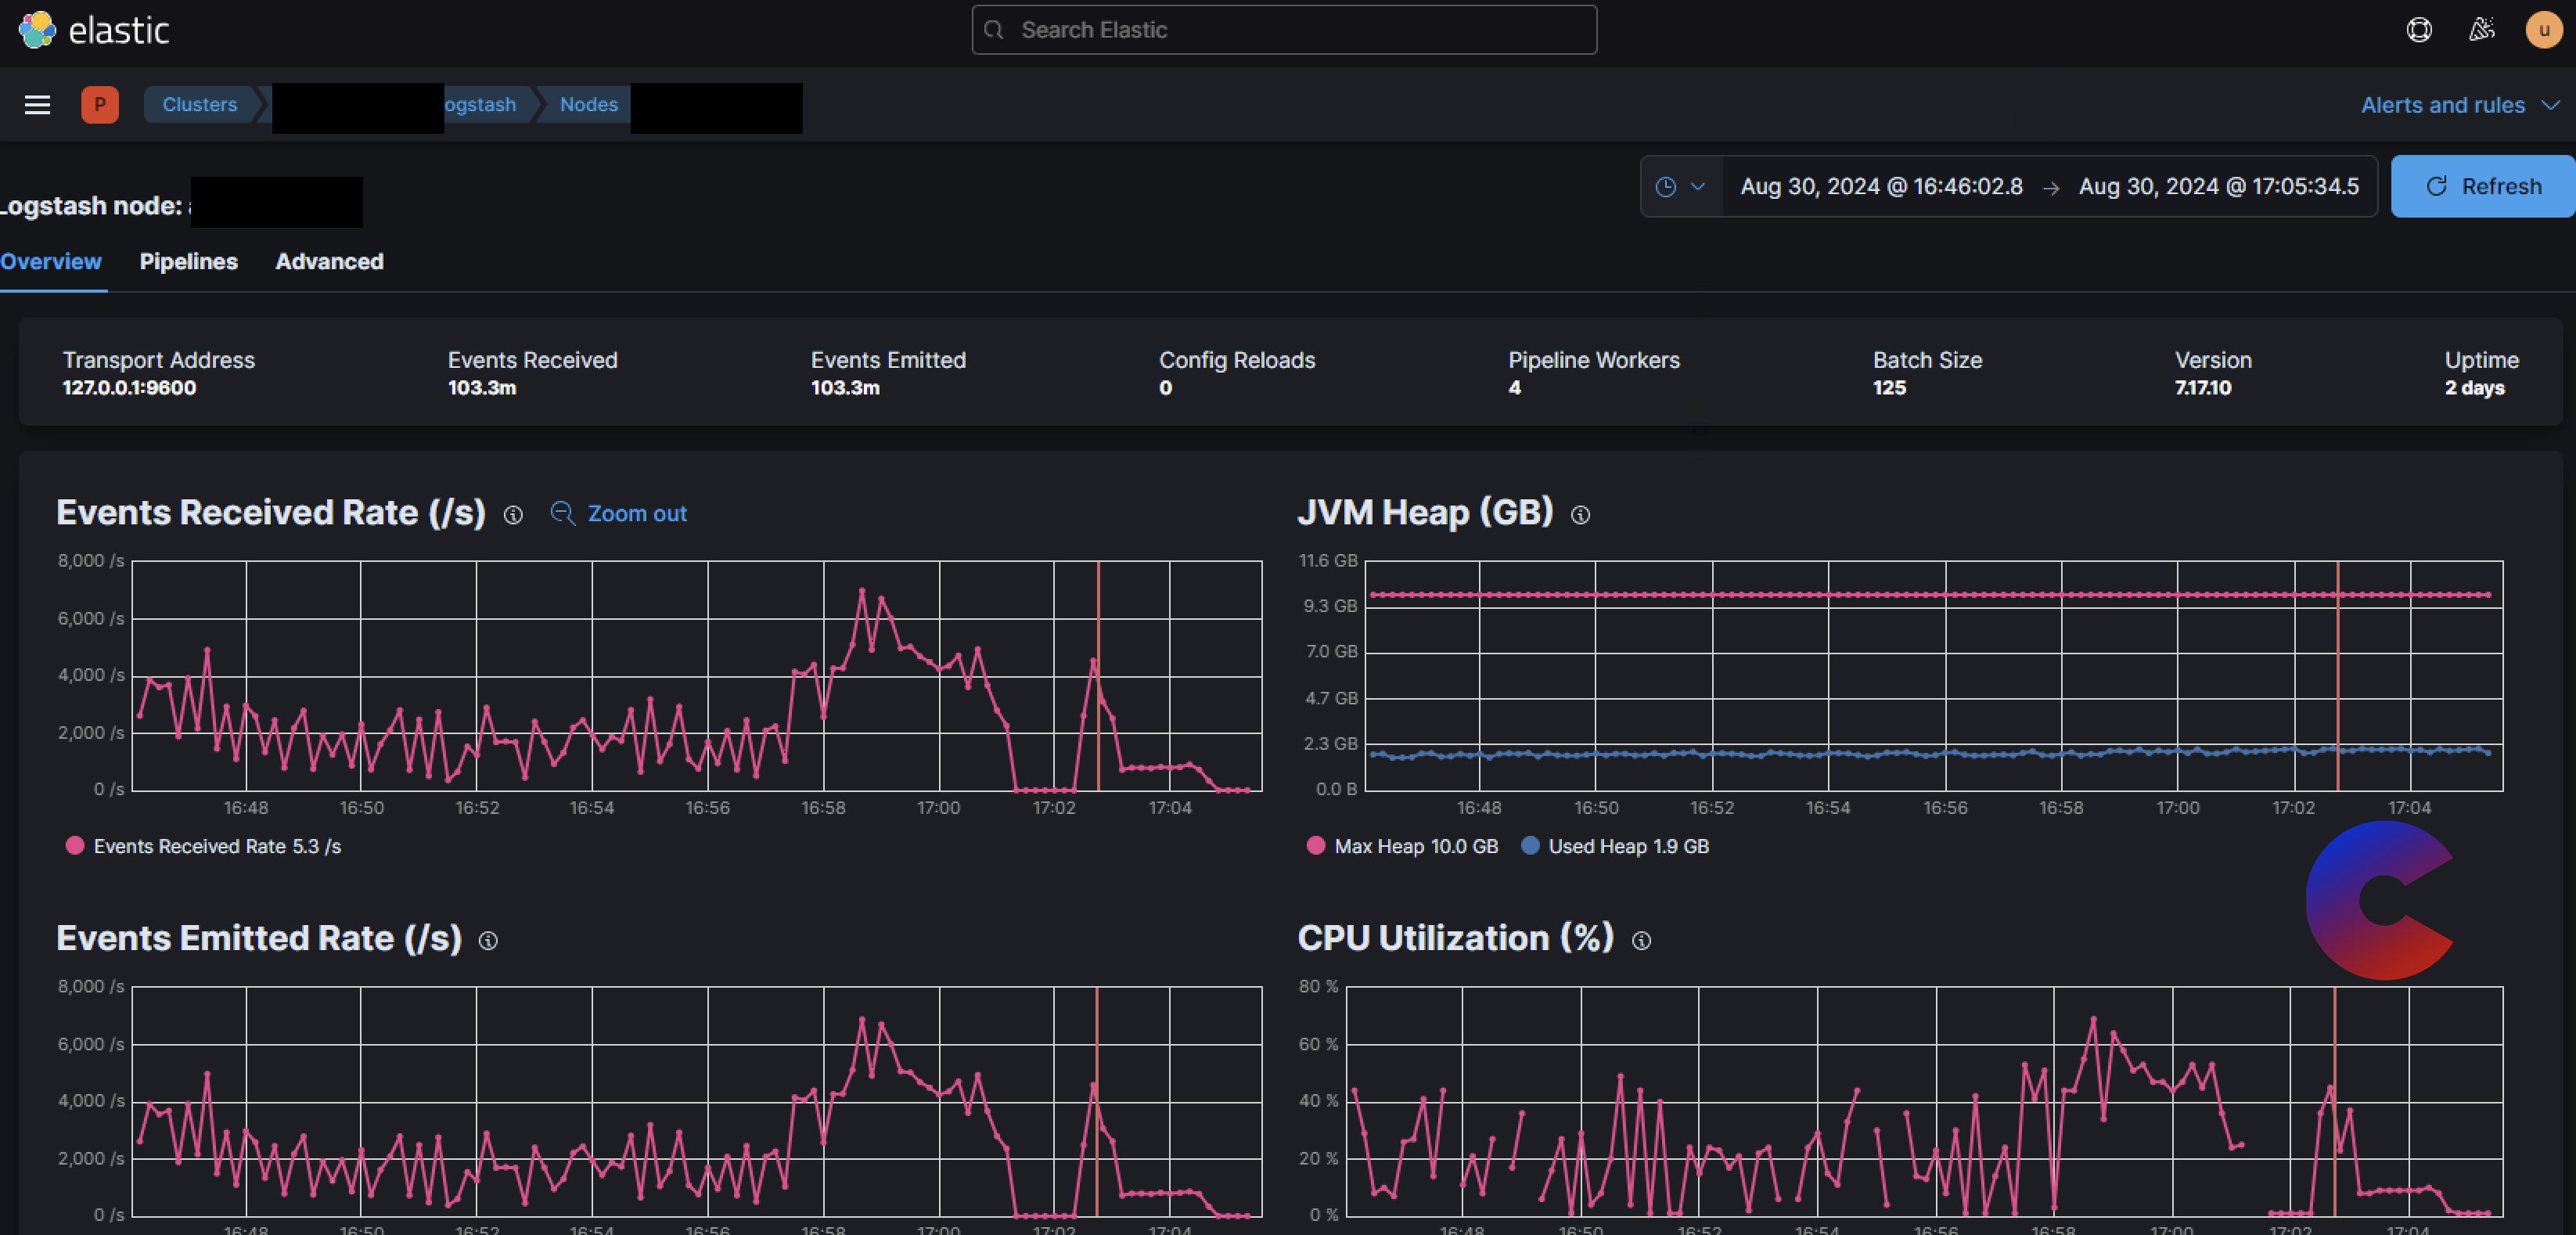 elastic
Search Elastic
u
P
Clusters
ogstash
Nodes
Alerts and rules
Logstash node:
Aug 30, 2024 @ 16:46:02.8 → Aug 30, 2024 @ 17:05:34.5
Refresh
Overview Pipelines Advanced
Transport Address Events Received Events Emitted Config Reloads Pipeline Workers Batch Size Version Uptime
127.0.0.1:9600 103.3m 103.3m 0 4 125 7.17.10 2 days
Events Received Rate (/s) Zoom out
8,000 /s
6,000 /s
4,000 /s
2,000 /s
0 /s
16:48 16:50 16:52 16:54 16:56 16:58 17:00 17:02 17:04
Events Received Rate 5.3 /s
JVM Heap (GB)
11.6 GB
9.3 GB
7.0 GB
4.7 GB
2.3 GB
0.0 B
16:48 16:50 16:52 16:54 16:56 16:58 17:00 17:02 17:04
Max Heap 10.0 GB Used Heap 1.9 GB
Events Emitted Rate (/s)
8,000 /s
6,000 /s
4,000 /s
2,000 /s
0 /s
16:48 16:50 16:52 16:54 16:56 16:58 17:00 17:02 17:04
CPU Utilization (%)
80 %
60 %
40 %
20 %
0 %
16:48 16:50 16:52 16:54 16:56 16:58 17:00 17:02 17:04